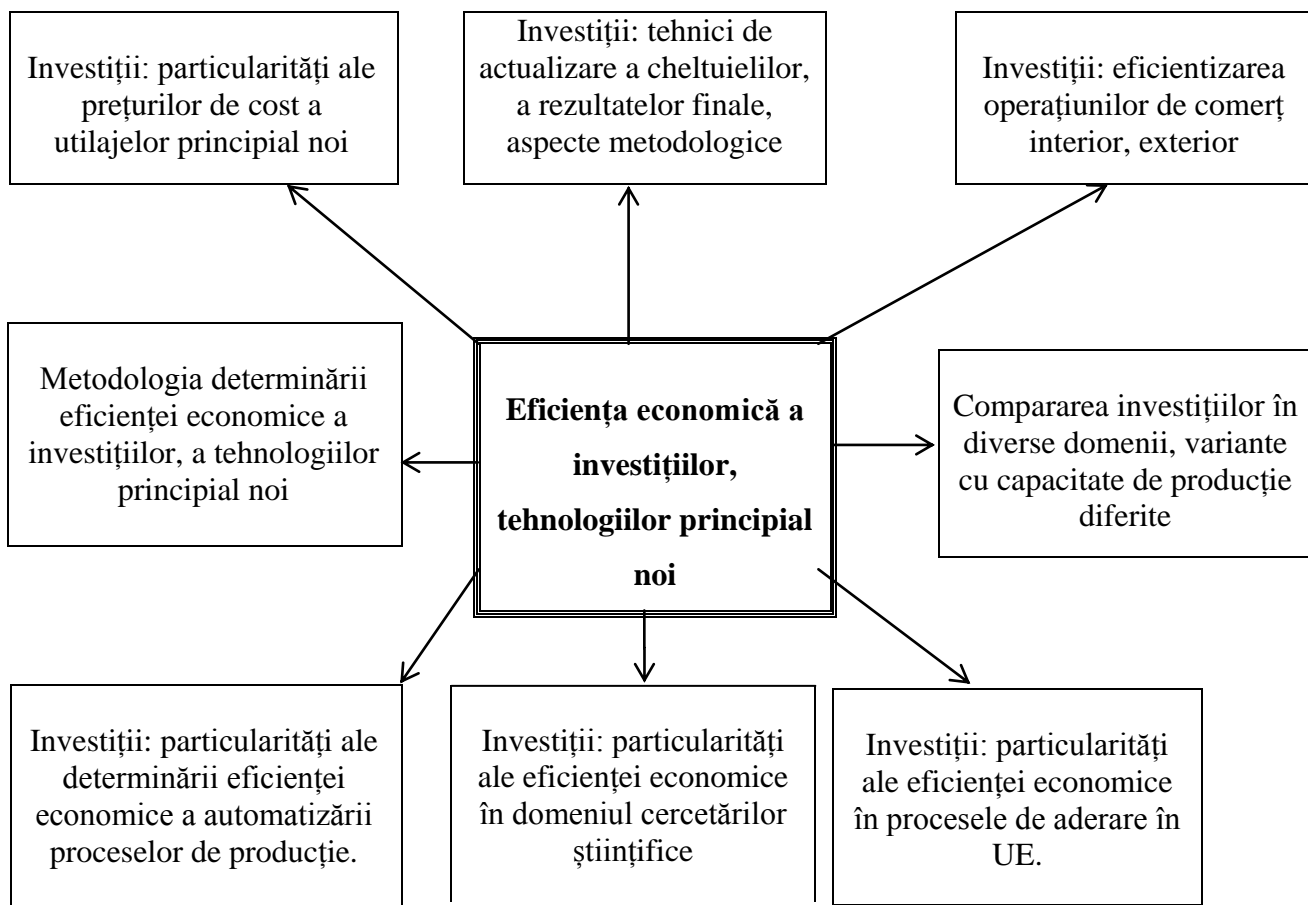 Investiții: particularități ale
prețurilor de cost a
utilajelor principial noi
Investiții: tehnici de
actualizare a cheltuielilor,
a rezultatelor finale,
aspecte metodologice
Investiții: eficientizarea
operațiunilor de comerț
interior, exterior
Metodologia determinării
eficienței economice a
investițiilor, a tehnologiilor
principial noi
Eficiența economică a
investițiilor,
tehnologiilor principial
noi
Compararea investițiilor în
diverse domenii, variante
cu capacitate de producție
diferite
Investiții: particularități ale
determinării eficienței
economice a automatizării
proceselor de producție.
Investiții: particularități
ale eficienței economice
în domeniul cercetărilor
științifice
Investiții: particularități
ale eficienței economice
în procesele de aderare în
UE.